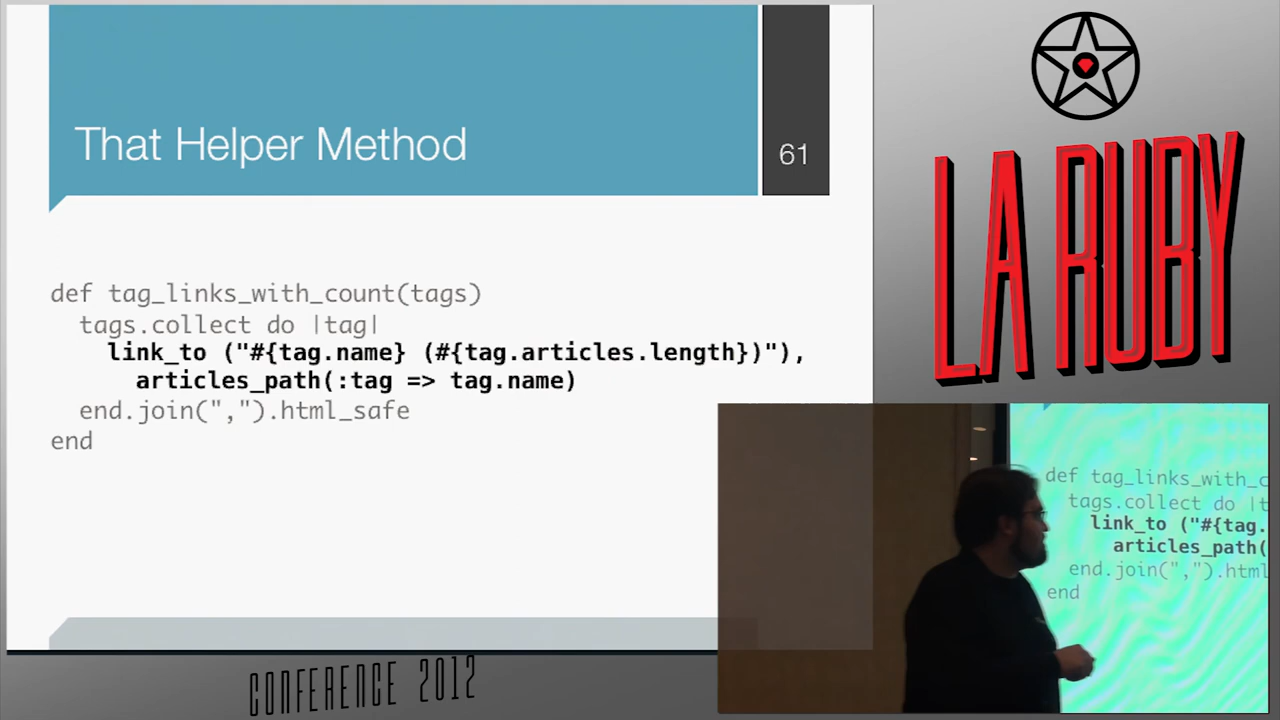 That Helper Method
61
def tag_links_with_count(tags)
tags.collect do |tag|
link_to ("#{tag.name} (#{tag.articles.length})"),
articles_path(:tag => tag.name)
end.join(",").html_safe
end
LA RUBY
CONFERENCE 2012
def tag_links_with_c
tags.collect do |t
link_to ("#{tag.
articles_path(
end.join(",").html
end